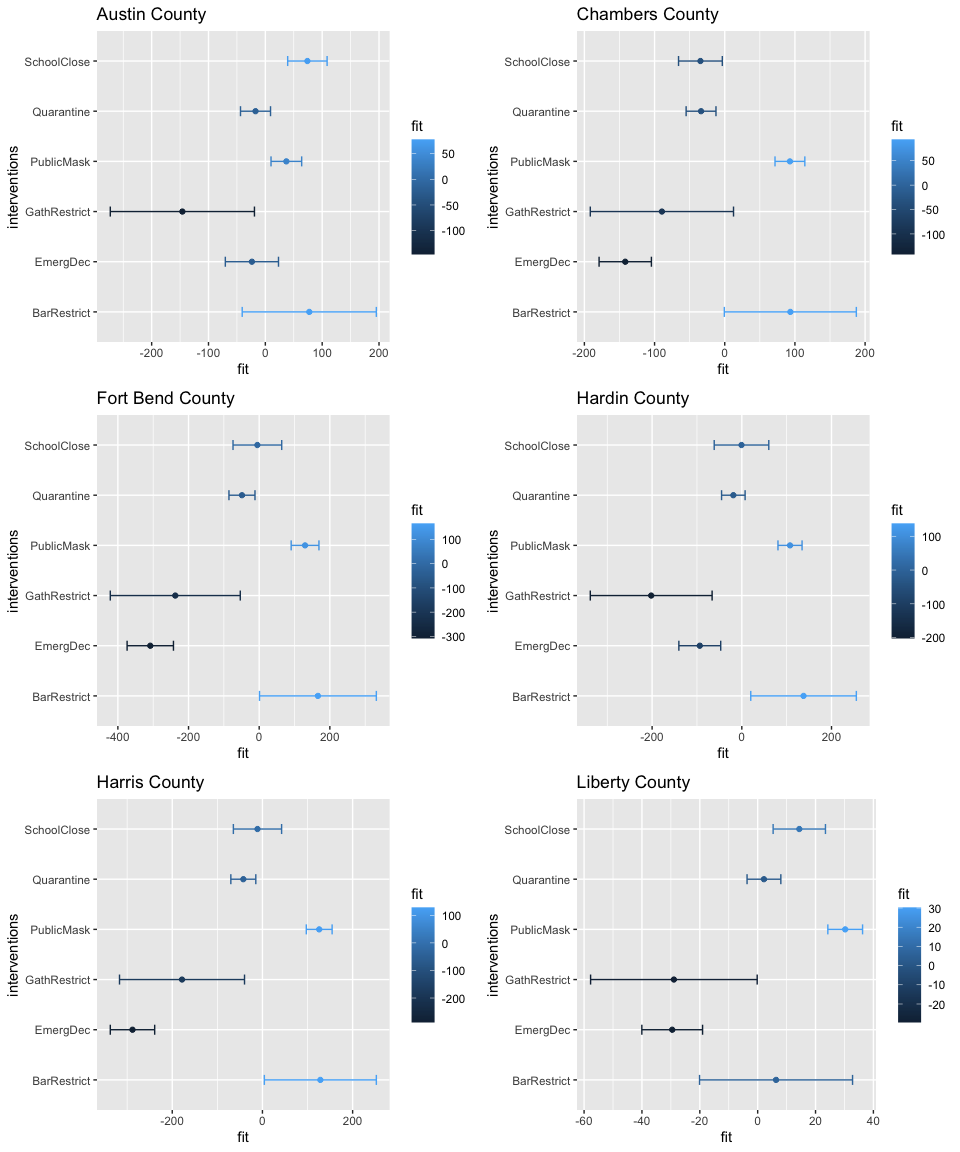 Austin County
interventions
SchoolClose
Quarantine
PublicMask
GathRestrict
EmergDec
BarRestrict
-200 -100 0 100 200
fit
fit
50
0
-50
-100
Chambers County
interventions
SchoolClose
Quarantine
PublicMask
GathRestrict
EmergDec
BarRestrict
-200 -100 0 100 200
fit
fit
50
0
-50
-100
Fort Bend County
interventions
SchoolClose
Quarantine
PublicMask
GathRestrict
EmergDec
BarRestrict
-400 -200 0 200
fit
fit
100
0
-100
-200
-300
Hardin County
interventions
SchoolClose
Quarantine
PublicMask
GathRestrict
EmergDec
BarRestrict
-200 0 200
fit
fit
100
0
-100
-200
Harris County
interventions
SchoolClose
Quarantine
PublicMask
GathRestrict
EmergDec
BarRestrict
-200 0 200
fit
fit
100
0
-100
-200
Liberty County
interventions
SchoolClose
Quarantine
PublicMask
GathRestrict
EmergDec
BarRestrict
-60 -40 -20 0 20 40
fit
fit
30
20
10
0
-10
-20